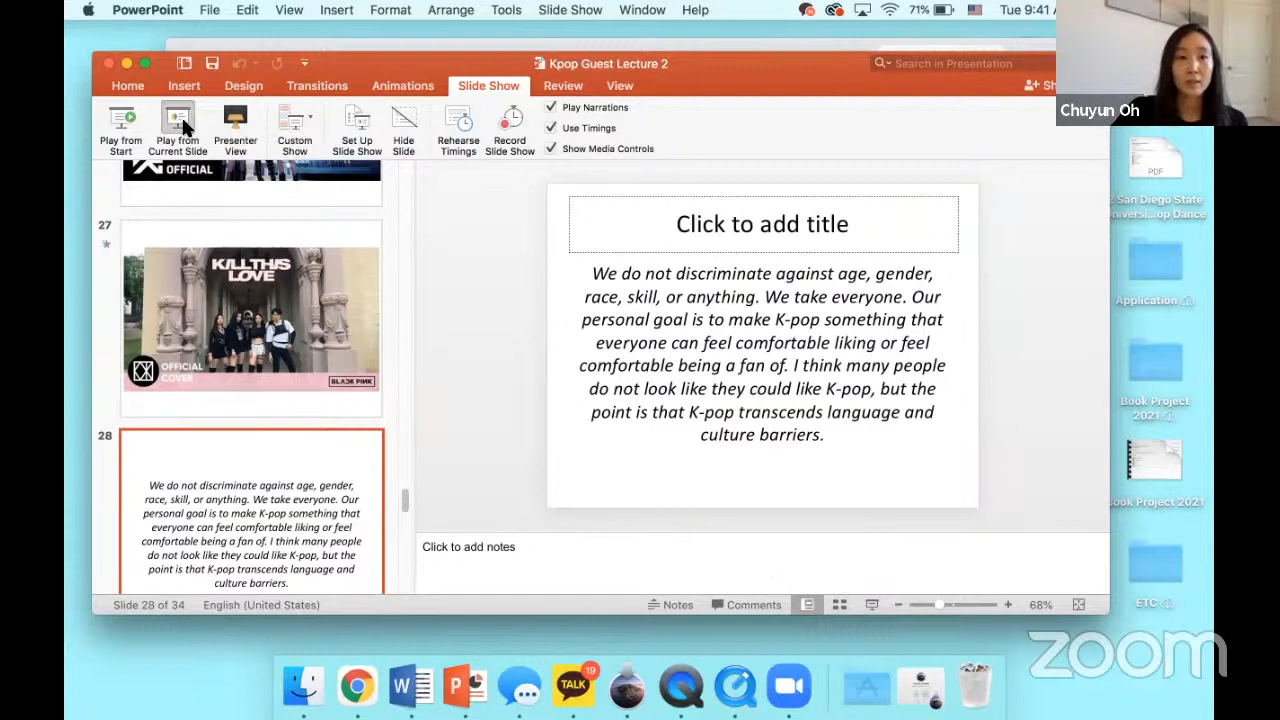 PowerPoint File Edit View Insert Format Arrange Tools Slide Show Window Help
71%
Tue 9:41
Kpop Guest Lecture 2
Search in Presentation
Home Insert Design Transitions Animations Slide Show Review View
Play from Start
Play from Current Slide
Presenter View
Custom Show
Set Up Slide Show
Hide Slide
Rehearse Timings
Record Slide Show
Play Narrations
Use Timings
Show Media Controls
Chuyun Oh
OFFICIAL
27
KILL THIS
LOVE
OFFICIAL
COVER
BLACKPINK
28
We do not discriminate against age, gender,
race, skill, or anything. We take everyone. Our
personal goal is to make K-pop something that
everyone can feel comfortable liking or feel
comfortable being a fan of. I think many people
do not look like they could like K-pop, but the
point is that K-pop transcends language and
culture barriers.
Click to add title
We do not discriminate against age, gender,
race, skill, or anything. We take everyone. Our
personal goal is to make K-pop something that
everyone can feel comfortable liking or feel
comfortable being a fan of. I think many people
do not look like they could like K-pop, but the
point is that K-pop transcends language and
culture barriers.
Click to add notes
Slide 28 of 34 English (United States)
Notes Comments 68%
PDF
San Diego State
op Dance
Application
Book Project
2021
ook Project 2021
ETC
TALK
19
zoom